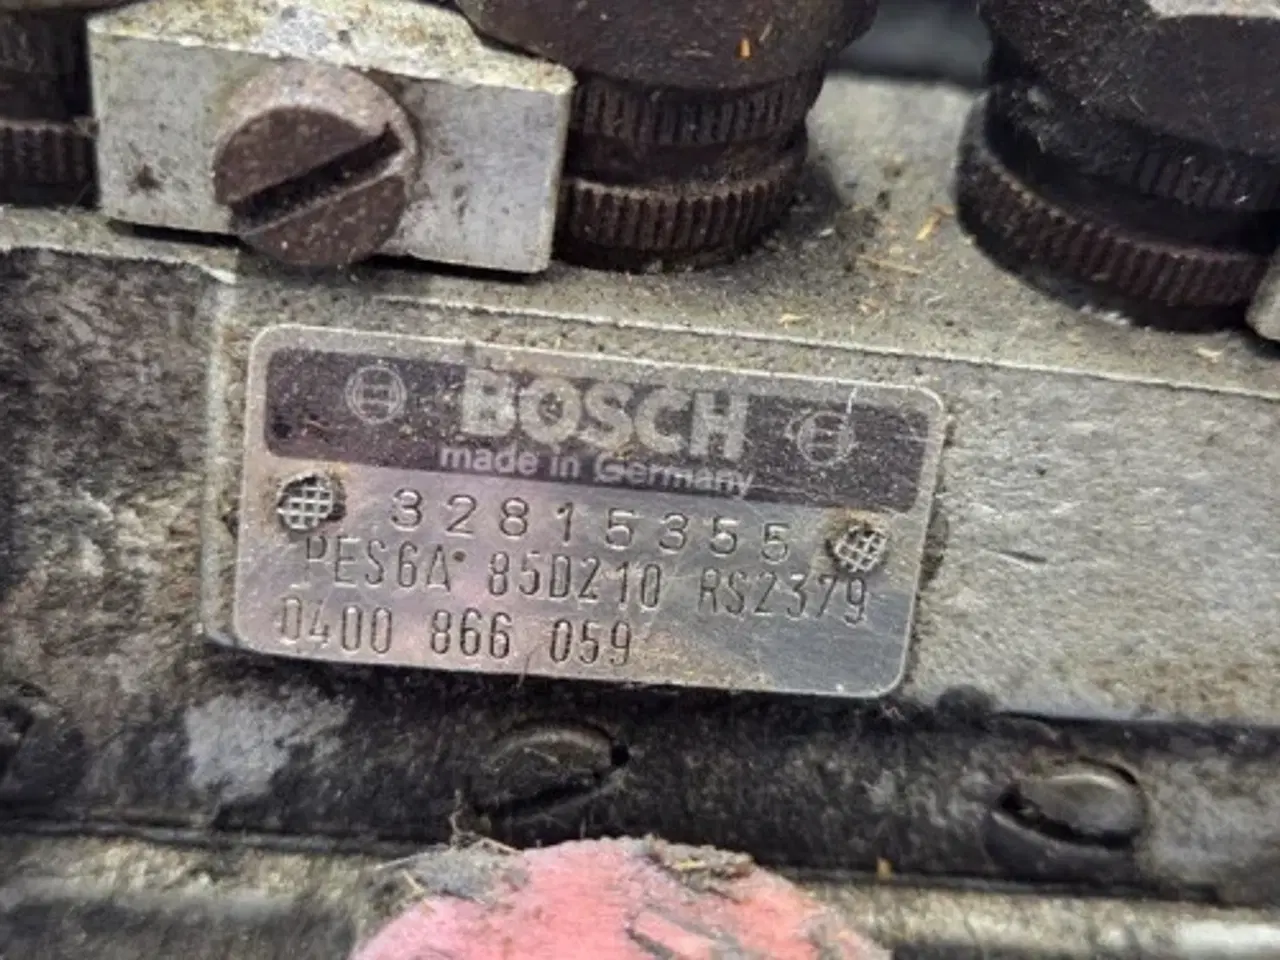 BOSCH
made in Germany
32815355
PES6A 85D210 RS2379
0400 866 059